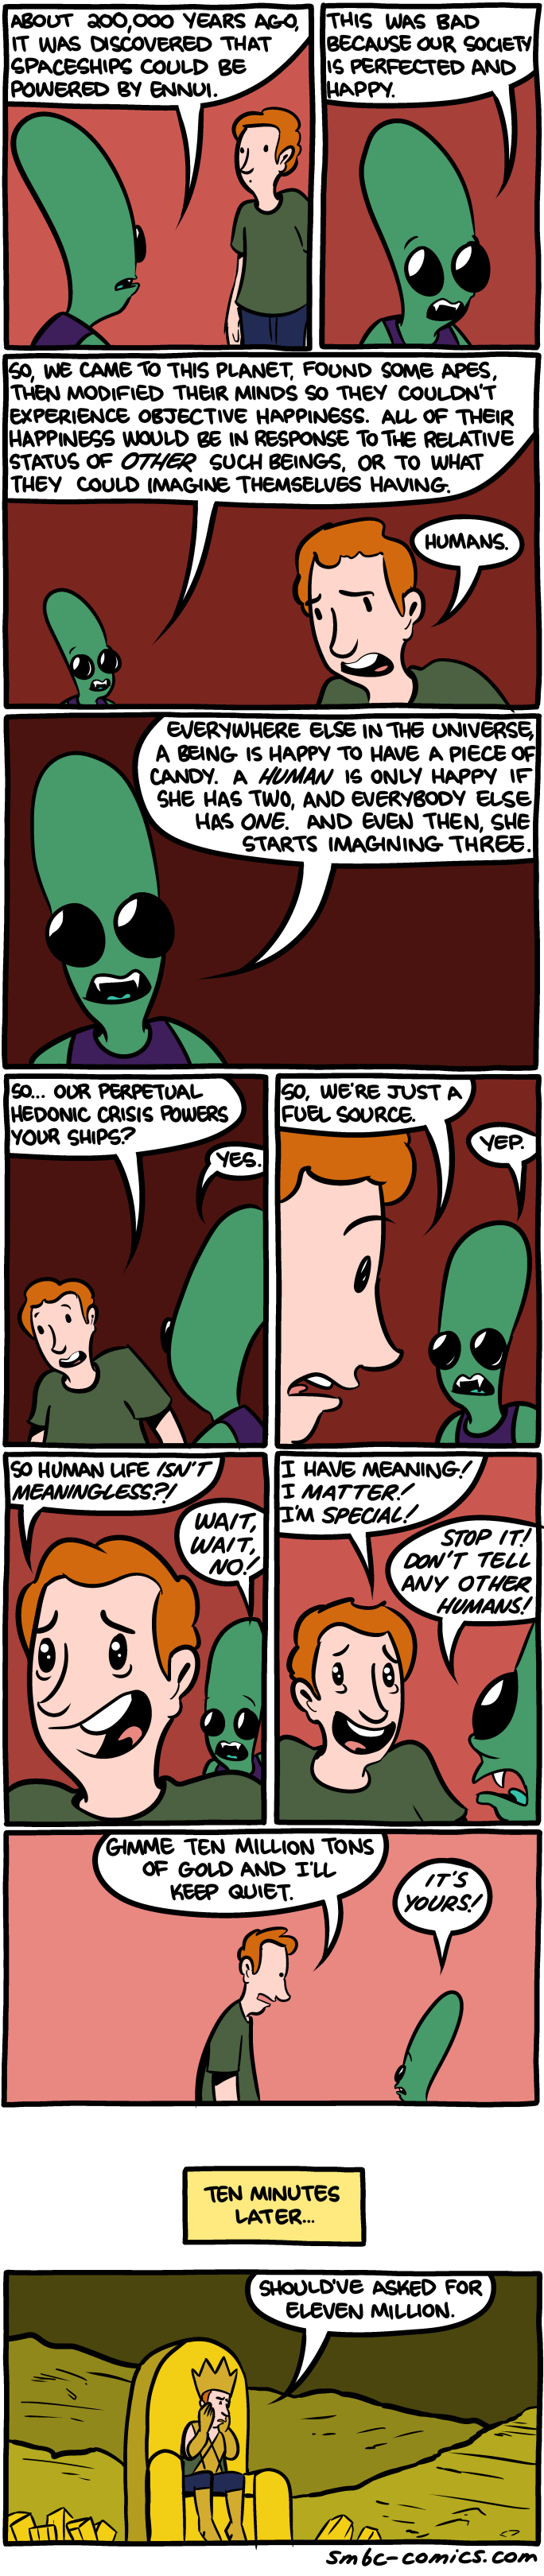 ABOUT 200,000 YEARS AGO,
IT WAS DISCOVERED THAT
SPACESHIPS COULD BE
POWERED BY ENNUI.
THIS WAS BAD
BECAUSE OUR SOCIETY
IS PERFECTED AND
HAPPY.
SO, WE CAME TO THIS PLANET, FOUND SOME APES,
THEN MODIFIED THEIR MINDS SO THEY COULDN'T
EXPERIENCE OBJECTIVE HAPPINESS. ALL OF THEIR
HAPPINESS WOULD BE IN RESPONSE TO THE RELATIVE
STATUS OF OTHER SUCH BEINGS, OR TO WHAT
THEY COULD IMAGINE THEMSELVES HAVING.
HUMANS.
EVERYWHERE ELSE IN THE UNIVERSE,
A BEING IS HAPPY TO HAVE A PIECE OF
CANDY. A HUMAN IS ONLY HAPPY IF
SHE HAS TWO, AND EVERYBODY ELSE
HAS ONE. AND EVEN THEN, SHE
STARTS IMAGINING THREE.
SO... OUR PERPETUAL
HEDONIC CRISIS POWERS
YOUR SHIPS?
YES.
SO, WE'RE JUST A
FUEL SOURCE.
YEP.
SO HUMAN LIFE ISN'T
MEANINGLESS?!
WAIT,
WAIT,
NO!
I HAVE MEANING!
I MATTER!
I'M SPECIAL!
STOP IT!
DON'T TELL
ANY OTHER
HUMANS!
GIMME TEN MILLION TONS
OF GOLD AND I'LL
KEEP QUIET.
IT'S
YOURS!
TEN MINUTES
LATER...
SHOULD'VE ASKED FOR
ELEVEN MILLION.
smbc-comics.com